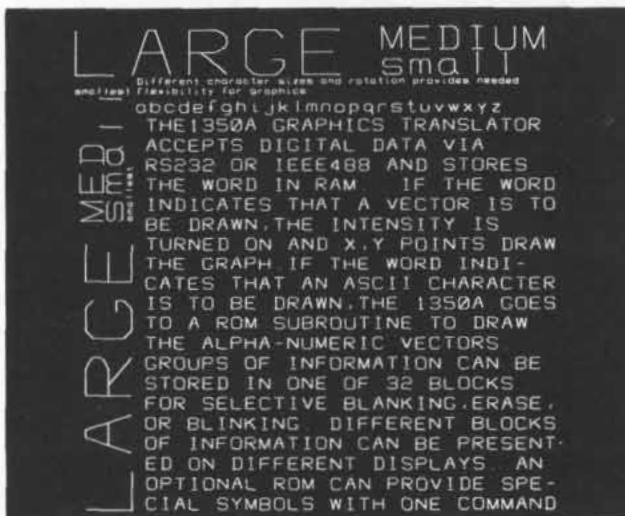 LARGE MEDIUM
small
Different character sizes and rotation provides needed
smallest flexibility for graphics
abcdefghijklmnopqrstuvwxyz
THE1350A GRAPHICS TRANSLATOR
ACCEPTS DIGITAL DATA VIA
RS232 OR IEEE488 AND STORES
THE WORD IN RAM   IF THE WORD
INDICATES THAT A VECTOR IS TO
BE DRAWN,THE INTENSITY IS
TURNED ON AND X,Y POINTS DRAW
THE GRAPH IF THE WORD INDI-
CATES THAT AN ASCII CHARACTER
IS TO BE DRAWN,THE 1350A GOES
TO A ROM SUBROUTINE TO DRAW
THE ALPHA-NUMERIC VECTORS
GROUPS OF INFORMATION CAN BE
STORED IN ONE OF 32 BLOCKS
FOR SELECTIVE BLANKING,ERASE,
OR BLINKING  DIFFERENT BLOCKS
OF INFORMATION CAN BE PRESENT-
ED ON DIFFERENT DISPLAYS  AN
OPTIONAL ROM CAN PROVIDE SPE-
CIAL SYMBOLS WITH ONE COMMAND
LARGE MED
small
smallest